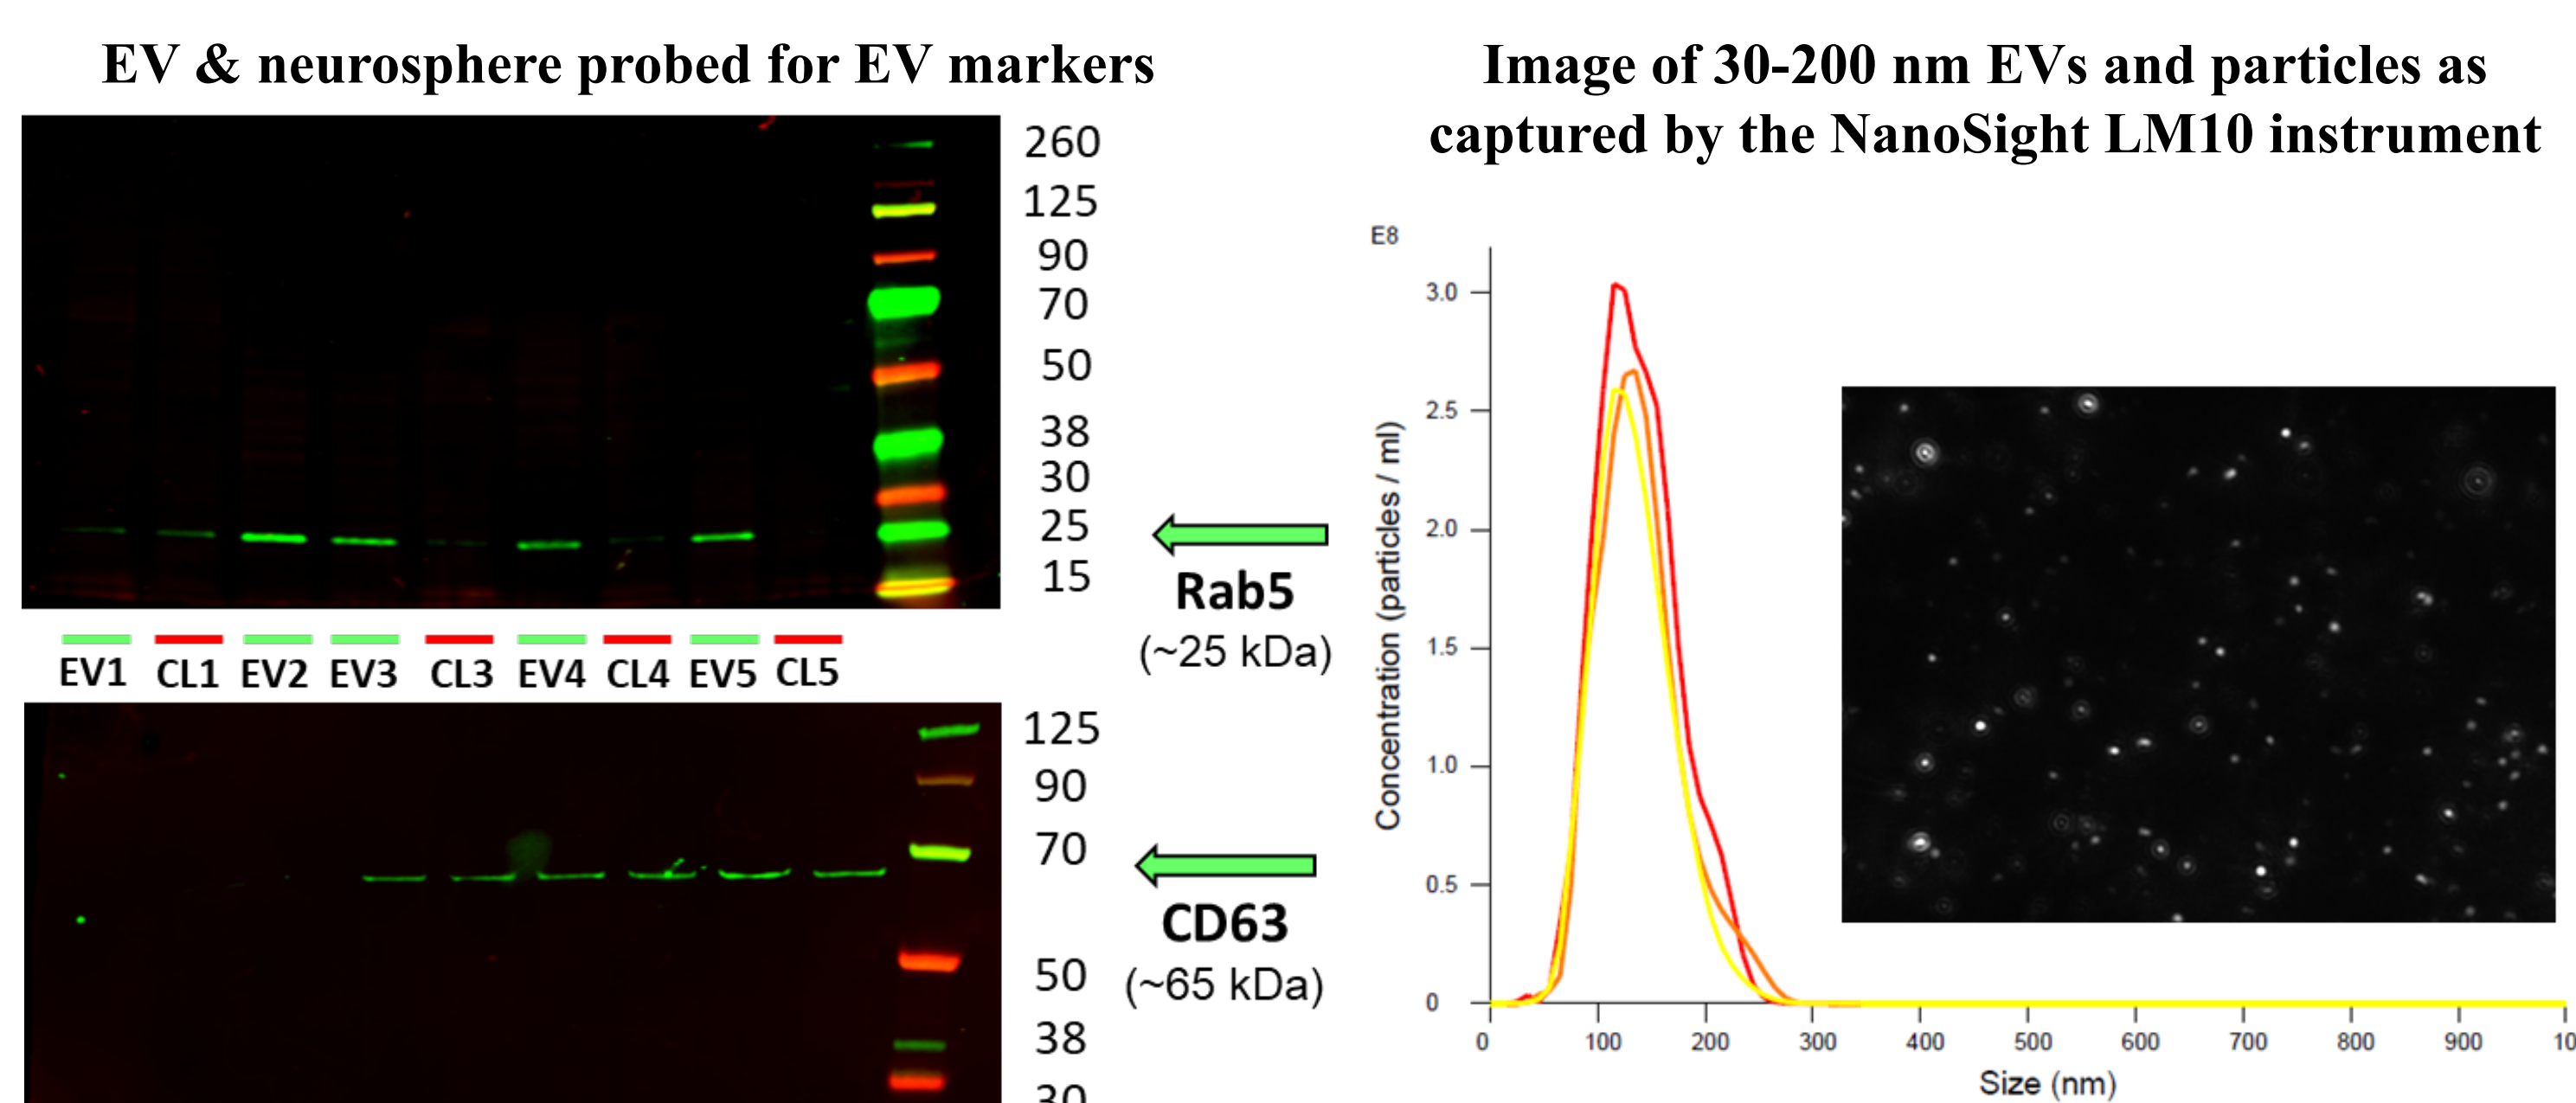 EV & neurosphere probed for EV markers
260
125
90
70
50
38
30
25
15
Rab5
(~25 kDa)
EV1 CL1 EV2 EV3 CL3 EV4 CL4 EV5 CL5
125
90
70
50
38
30
CD63
(~65 kDa)
Image of 30-200 nm EVs and particles as
captured by the NanoSight LM10 instrument
E8
3.0
2.5
2.0
1.5
1.0
0.5
0
Concentration (particles / ml)
0 100 200 300 400 500 600 700 800 900 10
Size (nm)